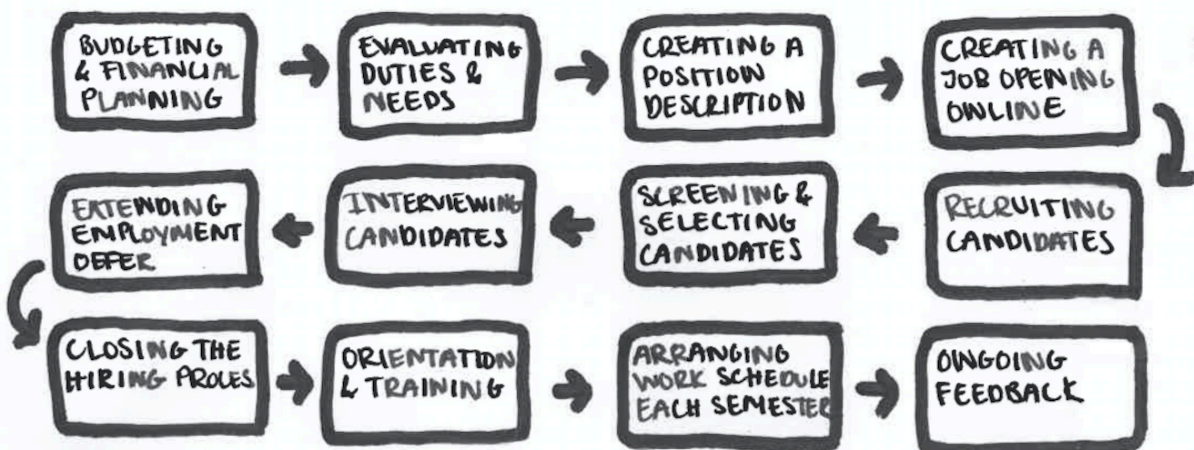 BUDGETING
& FINANCIAL
PLANNING
EVALUATING
DUTIES &
NEEDS
CREATING A
POSITION
DESCRIPTION
CREATING A
JOB OPENING
ONLINE
RECRUITING
CANDIDATES
SCREENING &
SELECTING
CANDIDATES
INTERVIEWING
CANDIDATES
EXTENDING
EMPLOYMENT
OFFER
CLOSING THE
HIRING PROCES
ORIENTATION
& TRAINING
ARRANGING
WORK SCHEDULE
EACH SEMESTER
ONGOING
FEEDBACK